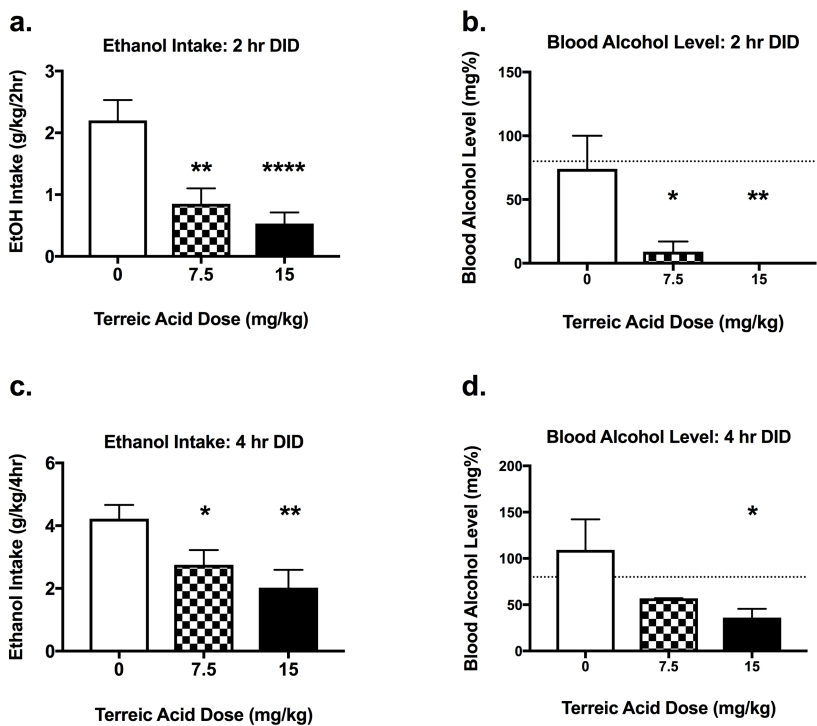 a.
Ethanol Intake: 2 hr DID
EtOH Intake (g/kg/2hr)
3
2
1
0
**
****
0 7.5 15
Terreic Acid Dose (mg/kg)
b.
Blood Alcohol Level: 2 hr DID
Blood Alcohol Level (mg%)
150
100
50
0
*
**
0 7.5 15
Terreic Acid Dose (mg/kg)
c.
Ethanol Intake: 4 hr DID
Ethanol Intake (g/kg/4hr)
6
4
2
0
*
**
0 7.5 15
Terreic Acid Dose (mg/kg)
d.
Blood Alcohol Level: 4 hr DID
Blood Alcohol Level (mg%)
200
150
100
50
0
*
0 7.5 15
Terreic Acid Dose (mg/kg)